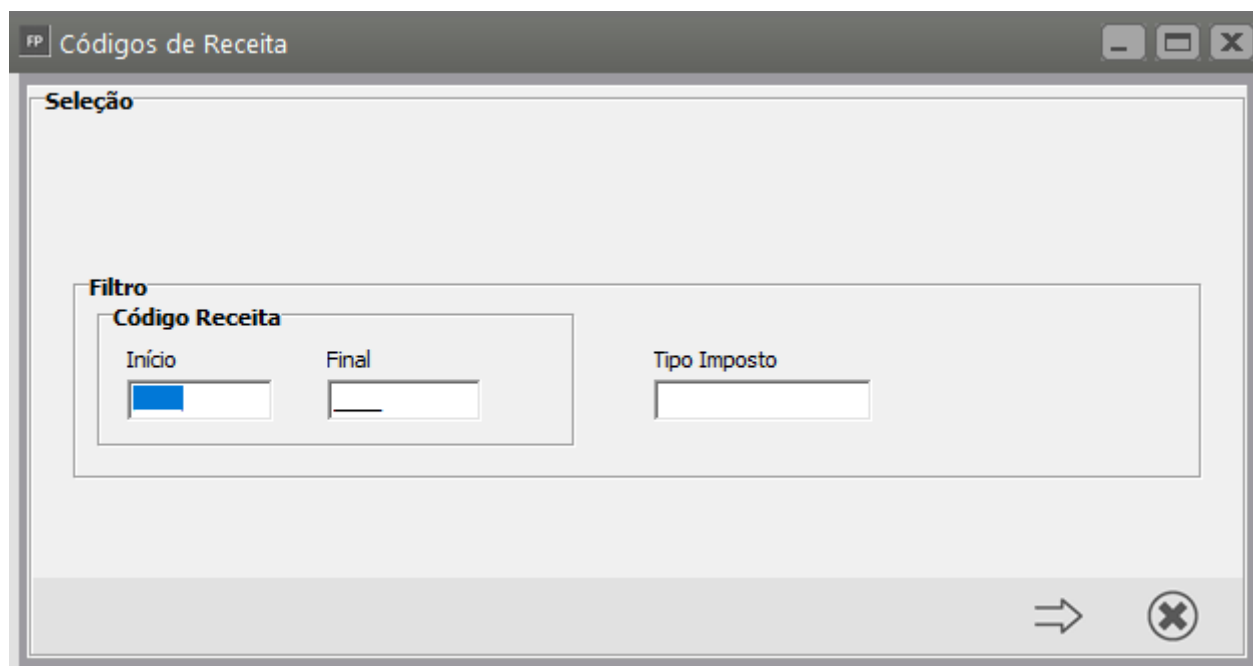 FP Códigos de Receita
Seleção
Filtro
Código Receita
Início Final Tipo Imposto